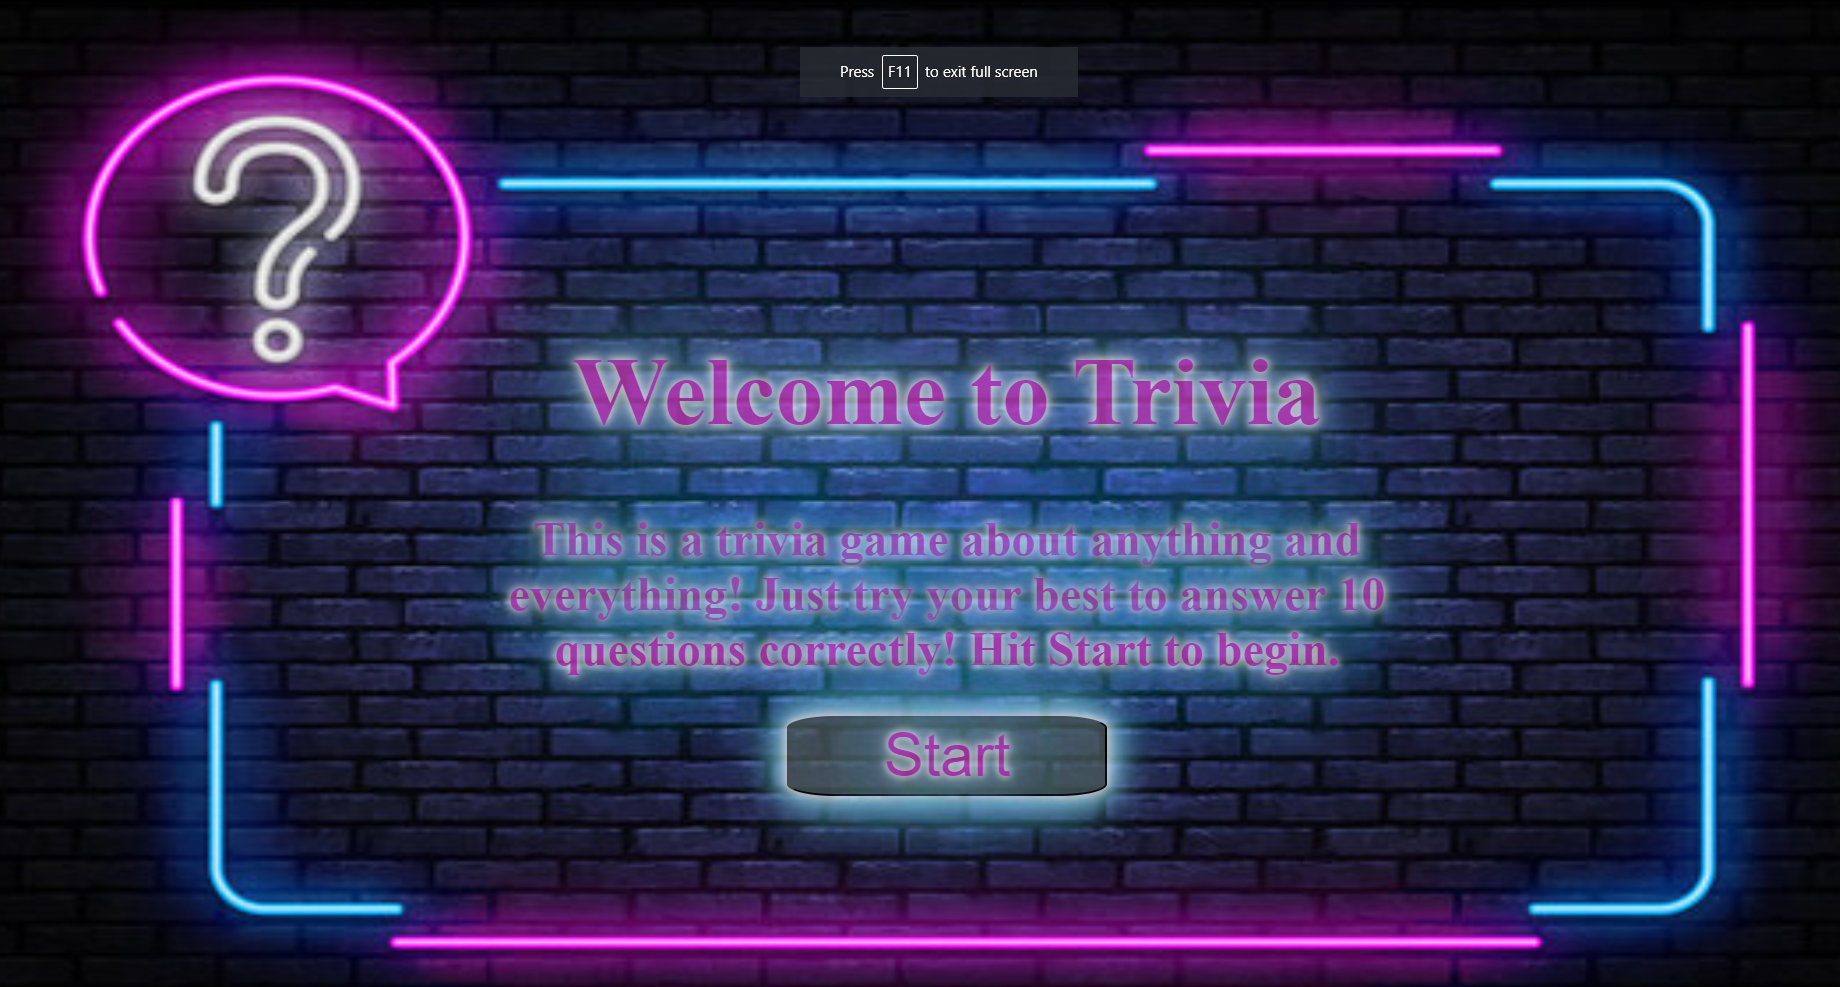 Press F11 to exit full screen
Welcome to Trivia
This is a trivia game about anything and
everything! Just try your best to answer 10
questions correctly! Hit Start to begin.
Start